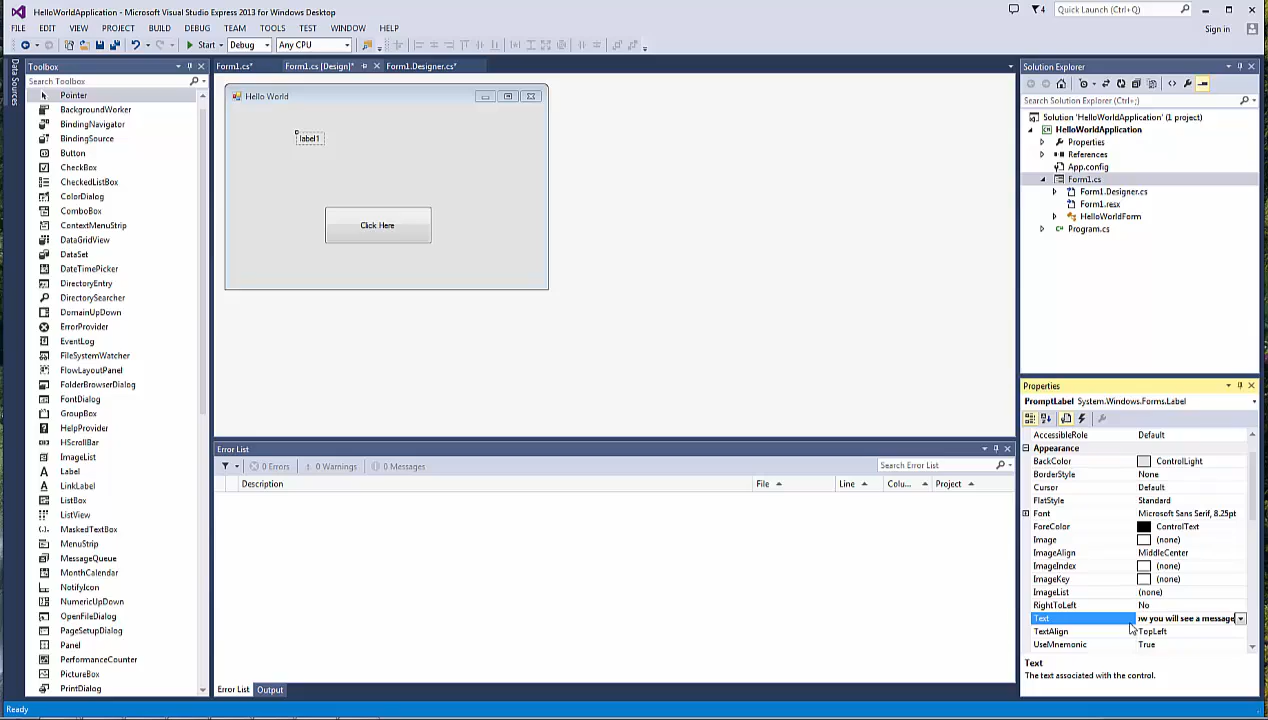 HelloWorldApplication - Microsoft Visual Studio Express 2013 for Windows Desktop
4
Quick Launch (Ctrl+Q)
FILE EDIT VIEW PROJECT BUILD DEBUG TEAM TOOLS TEST WINDOW HELP
Sign in
Start Debug Any CPU
Data Sources
Toolbox
Search Toolbox
Pointer
BackgroundWorker
BindingNavigator
BindingSource
Button
CheckBox
CheckedListBox
ColorDialog
ComboBox
ContextMenuStrip
DataGridView
DataSet
DateTimePicker
DirectoryEntry
DirectorySearcher
DomainUpDown
ErrorProvider
EventLog
FileSystemWatcher
FlowLayoutPanel
FolderBrowserDialog
FontDialog
GroupBox
HelpProvider
HScrollBar
ImageList
Label
LinkLabel
ListBox
ListView
MaskedTextBox
MenuStrip
MessageQueue
MonthCalendar
NotifyIcon
NumericUpDown
OpenFileDialog
PageSetupDialog
Panel
PerformanceCounter
PictureBox
PrintDialog
Form1.cs* Form1.cs [Design]* Form1.Designer.cs*
Hello World
label1
Click Here
Error List
0 Errors 0 Warnings 0 Messages
Search Error List
Description File Line Colu... Project
Error List Output
Solution Explorer
Search Solution Explorer (Ctrl+;)
Solution 'HelloWorldApplication' (1 project)
HelloWorldApplication
Properties
References
App.config
Form1.cs
Form1.Designer.cs
Form1.resx
HelloWorldForm
Program.cs
Properties
PromptLabel System.Windows.Forms.Label
AccessibleRole Default
Appearance
BackColor ControlLight
BorderStyle None
Cursor Default
FlatStyle Standard
Font Microsoft Sans Serif, 8.25pt
ForeColor ControlText
Image (none)
ImageAlign MiddleCenter
ImageIndex (none)
ImageKey (none)
ImageList (none)
RightToLeft No
Text ow you will see a message
TextAlign TopLeft
UseMnemonic True
Text
The text associated with the control.
Ready